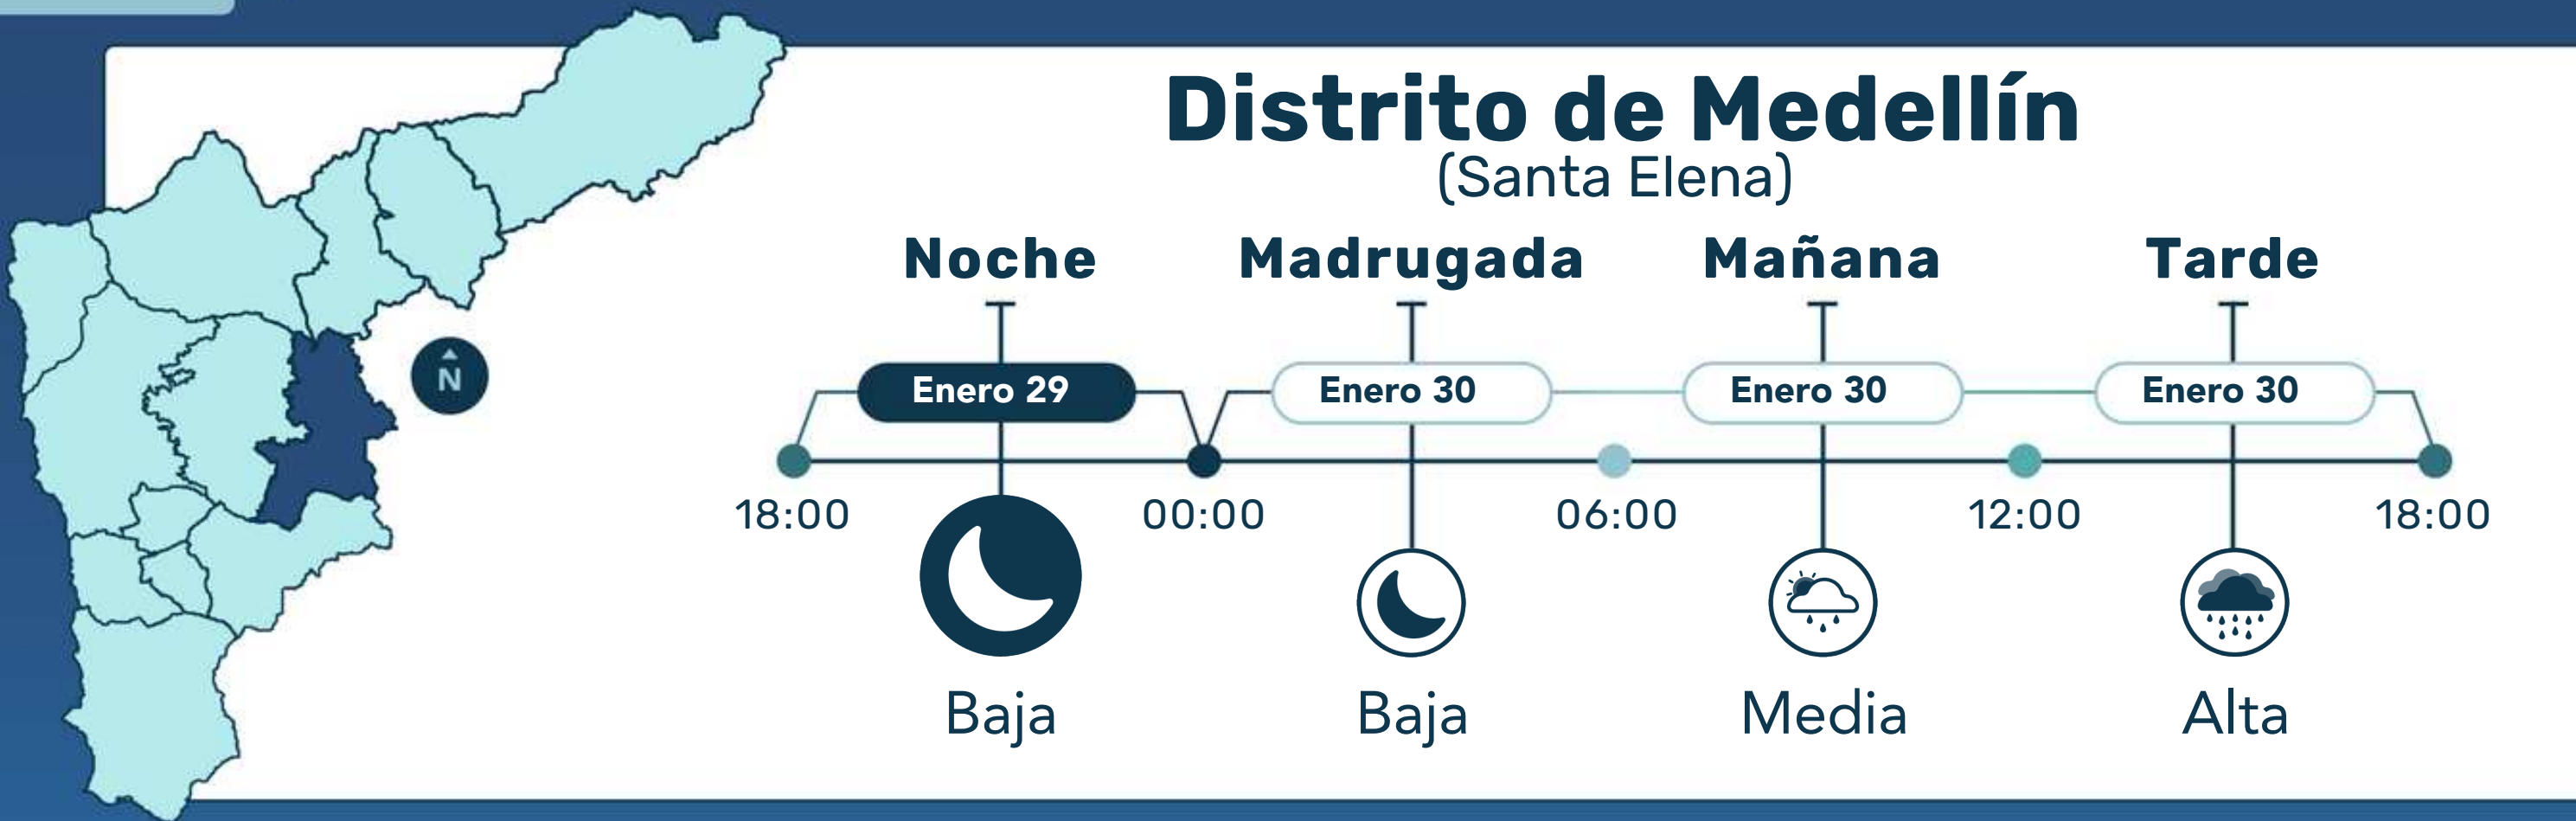 Distrito de Medellín
(Santa Elena)
Noche Madrugada Mañana Tarde
N
Enero 29 Enero 30 Enero 30 Enero 30
18:00 00:00 06:00 12:00 18:00
Baja Baja Media Alta